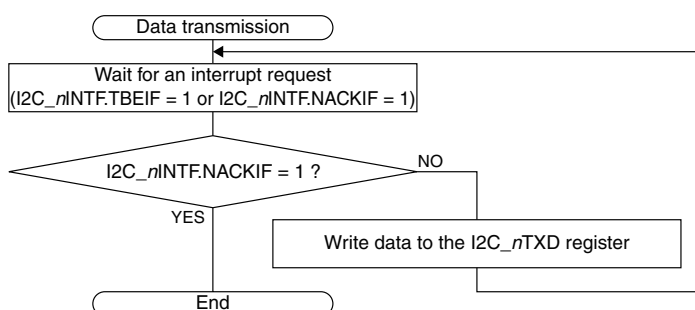 Data transmission
Wait for an interrupt request
(I2C_nINTF.TBEIF = 1 or I2C_nINTF.NACKIF = 1)
I2C_nINTF.NACKIF = 1 ?
NO
YES
Write data to the I2C_nTXD register
End